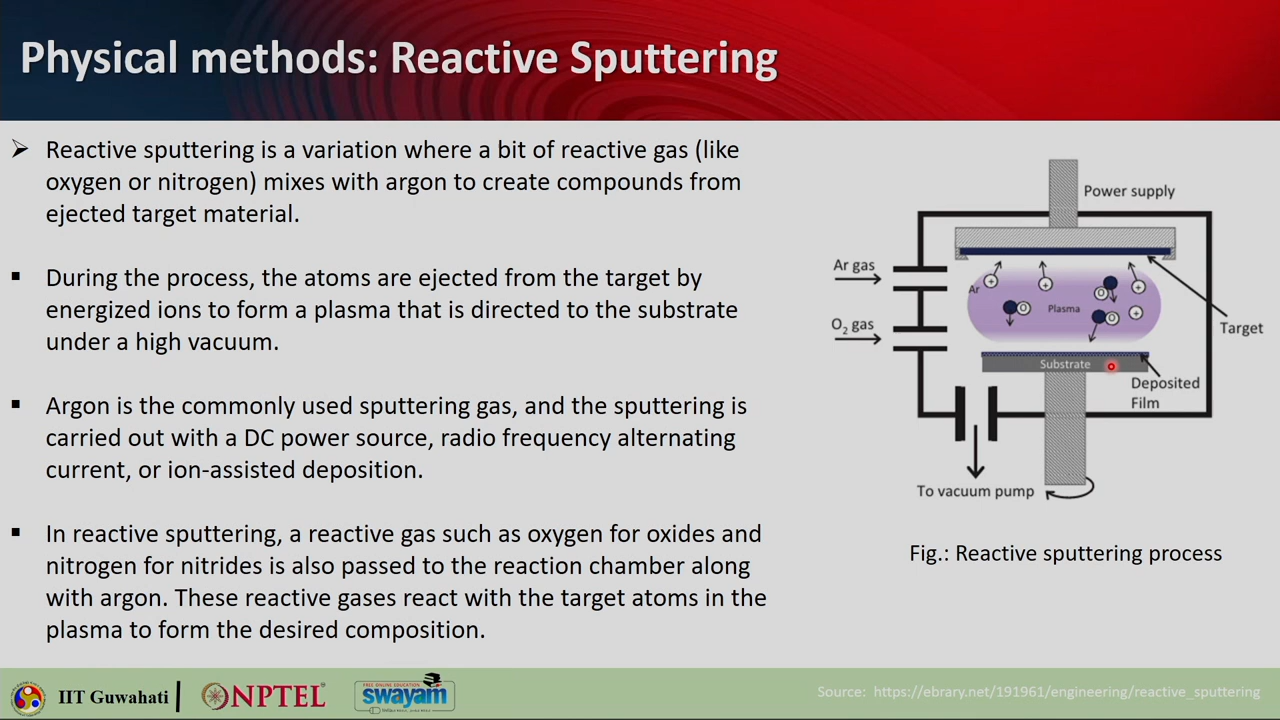 Physical methods: Reactive Sputtering
➢ Reactive sputtering is a variation where a bit of reactive gas (like
oxygen or nitrogen) mixes with argon to create compounds from
ejected target material.
▪ During the process, the atoms are ejected from the target by
energized ions to form a plasma that is directed to the substrate
under a high vacuum.
▪ Argon is the commonly used sputtering gas, and the sputtering is
carried out with a DC power source, radio frequency alternating
current, or ion-assisted deposition.
▪ In reactive sputtering, a reactive gas such as oxygen for oxides and
nitrogen for nitrides is also passed to the reaction chamber along
with argon. These reactive gases react with the target atoms in the
plasma to form the desired composition.
Power supply
Ar gas
O₂ gas
Ar
+
+
+
+
O
O
O
Plasma
Target
Substrate
Deposited
Film
To vacuum pump
Fig.: Reactive sputtering process
IIT Guwahati
NPTEL
FREE ONLINE EDUCATION
swayam
Source: https://ebrary.net/191961/engineering/reactive_sputtering